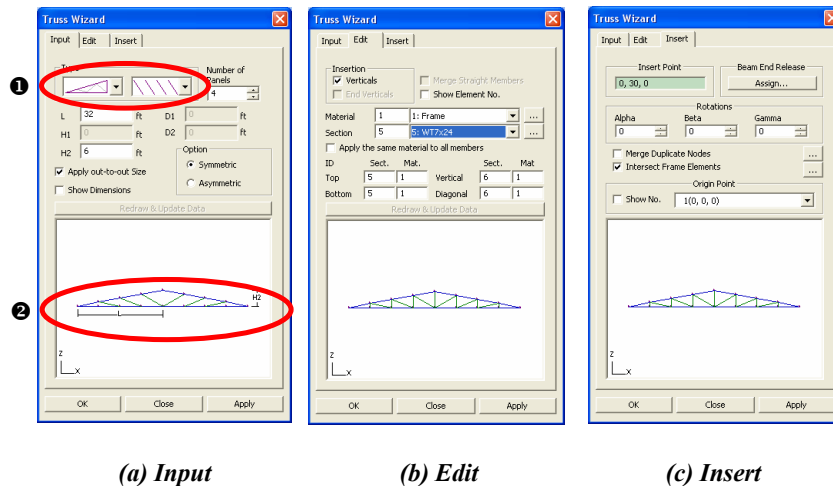 Truss Wizard
Input
Edit
Insert
Type
Number of
Panels
4
L
32
ft
D1
0
ft
H1
0
ft
D2
0
ft
H2
6
ft
Option
Symmetric
Asymmetric
Apply out-to-out Size
Show Dimensions
Redraw & Update Data
H2
L
Z
X
OK
Close
Apply
❶
❷
(a) Input
Truss Wizard
Input
Edit
Insert
Insertion
Verticals
Merge Straight Members
End Verticals
Show Element No.
Material
1
1: Frame
...
Section
5
5: WT7x24
...
Apply the same material to all members
ID Sect. Mat. Sect. Mat
Top 5 1 Vertical 6 1
Bottom 5 1 Diagonal 6 1
Redraw & Update Data
Z
X
OK
Close
Apply
(b) Edit
Truss Wizard
Input
Edit
Insert
Insert Point
0, 30, 0
Beam End Release
Assign...
Rotations
Alpha Beta Gamma
0 0 0
Merge Duplicate Nodes
...
Intersect Frame Elements
...
Origin Point
Show No.
1(0, 0, 0)
Z
X
OK
Close
Apply
(c) Insert